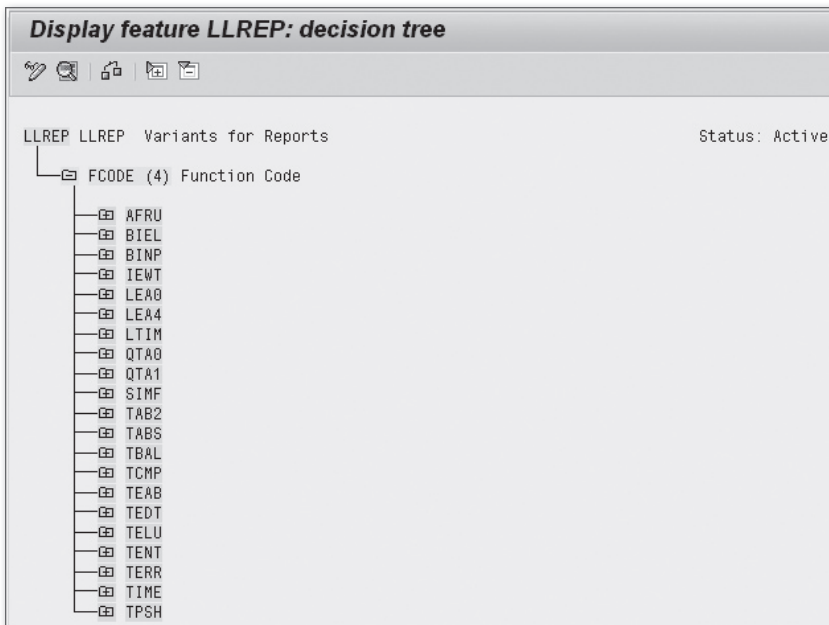 Display feature LLREP: decision tree
LLREP LLREP Variants for Reports Status: Active
FCODE (4) Function Code
AFRU
BIEL
BINP
IEWT
LEA0
LEA4
LTIM
QTA0
QTA1
SIMF
TAB2
TABS
TBAL
TCMP
TEAB
TEDT
TELU
TENT
TERR
TIME
TPSH